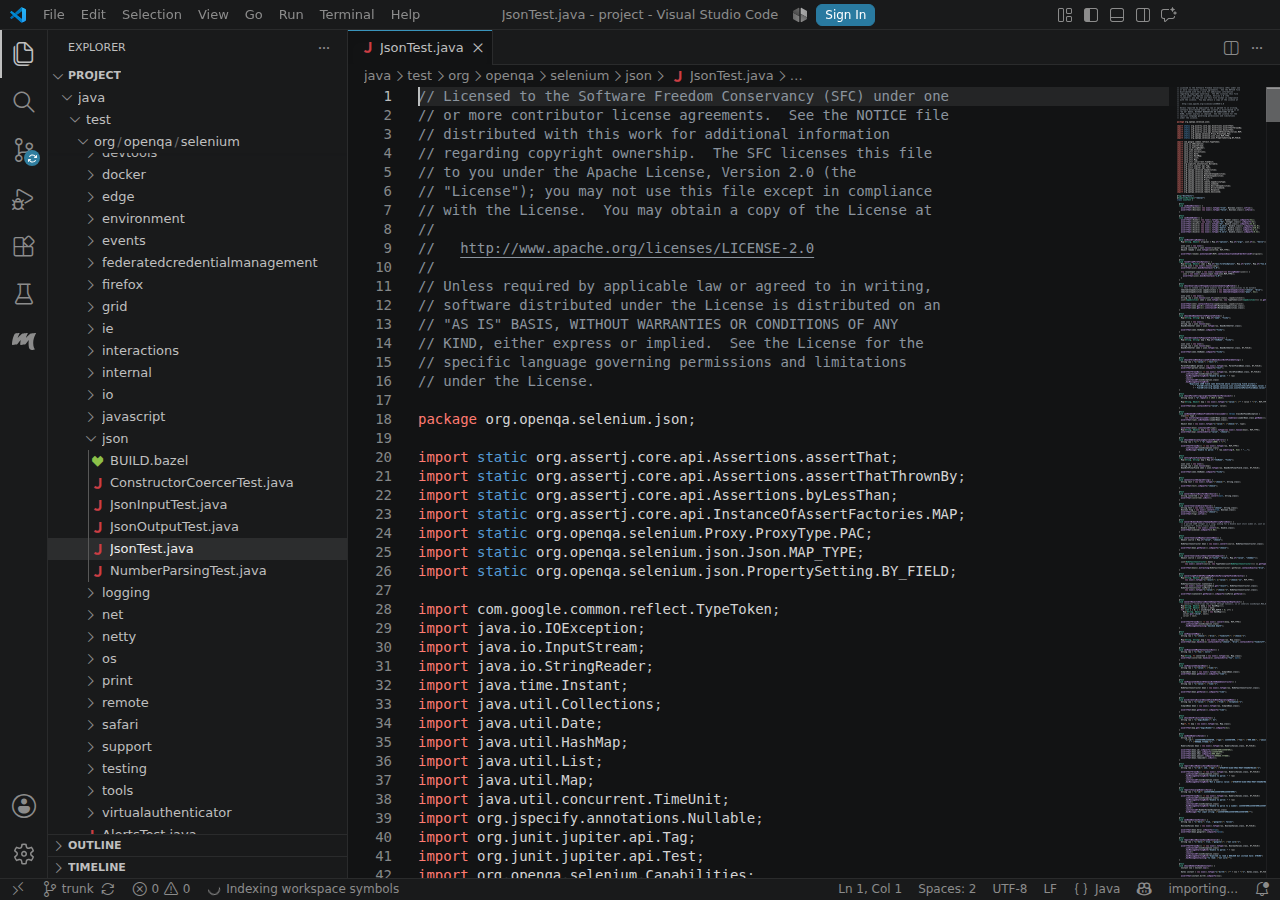 File Edit Selection View Go Run Terminal Help
JsonTest.java - project - Visual Studio Code
Sign In
EXPLORER
PROJECT
java
test
org/openqa/selenium
devtools
docker
edge
environment
events
federatedcredentialmanagement
firefox
grid
ie
interactions
internal
io
javascript
json
BUILD.bazel
ConstructorCoercerTest.java
JsonInputTest.java
JsonOutputTest.java
JsonTest.java
NumberParsingTest.java
logging
net
netty
os
print
remote
safari
support
testing
tools
virtualauthenticator
AlertsTest.java
OUTLINE
TIMELINE
JsonTest.java
java > test > org > openqa > selenium > json > JsonTest.java > ...
1 // Licensed to the Software Freedom Conservancy (SFC) under one
2 // or more contributor license agreements.  See the NOTICE file
3 // distributed with this work for additional information
4 // regarding copyright ownership.  The SFC licenses this file
5 // to you under the Apache License, Version 2.0 (the
6 // "License"); you may not use this file except in compliance
7 // with the License.  You may obtain a copy of the License at
8 //
9 //   http://www.apache.org/licenses/LICENSE-2.0
10 //
11 // Unless required by applicable law or agreed to in writing,
12 // software distributed under the License is distributed on an
13 // "AS IS" BASIS, WITHOUT WARRANTIES OR CONDITIONS OF ANY
14 // KIND, either express or implied.  See the License for the
15 // specific language governing permissions and limitations
16 // under the License.
17
18 package org.openqa.selenium.json;
19
20 import static org.assertj.core.api.Assertions.assertThat;
21 import static org.assertj.core.api.Assertions.assertThatThrownBy;
22 import static org.assertj.core.api.Assertions.byLessThan;
23 import static org.assertj.core.api.InstanceOfAssertFactories.MAP;
24 import static org.openqa.selenium.Proxy.ProxyType.PAC;
25 import static org.openqa.selenium.json.Json.MAP_TYPE;
26 import static org.openqa.selenium.json.PropertySetting.BY_FIELD;
27
28 import com.google.common.reflect.TypeToken;
29 import java.io.IOException;
30 import java.io.InputStream;
31 import java.io.StringReader;
32 import java.time.Instant;
33 import java.util.Collections;
34 import java.util.Date;
35 import java.util.HashMap;
36 import java.util.List;
37 import java.util.Map;
38 import java.util.concurrent.TimeUnit;
39 import org.jspecify.annotations.Nullable;
40 import org.junit.jupiter.api.Tag;
41 import org.junit.jupiter.api.Test;
42 import org.openqa.selenium.Capabilities;
trunk 0 0 Indexing workspace symbols
Ln 1, Col 1 Spaces: 2 UTF-8 LF { } Java importing...